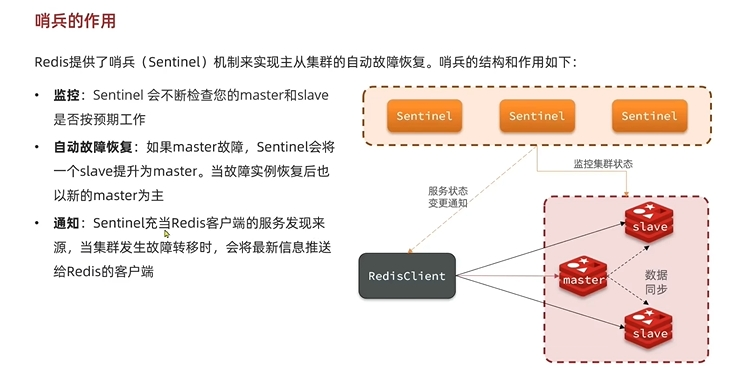 哨兵的作用
Redis提供了哨兵（Sentinel）机制来实现主从集群的自动故障恢复。哨兵的结构和作用如下：
• 监控：Sentinel 会不断检查您的master和slave
是否按预期工作
• 自动故障恢复：如果master故障，Sentinel会将
一个slave提升为master。当故障实例恢复后也
以新的master为主
• 通知：Sentinel充当Redis客户端的服务发现来
源，当集群发生故障转移时，会将最新信息推送
给Redis的客户端
Sentinel
Sentinel
Sentinel
监控集群状态
服务状态
变更通知
slave
RedisClient
master
数据
同步
slave